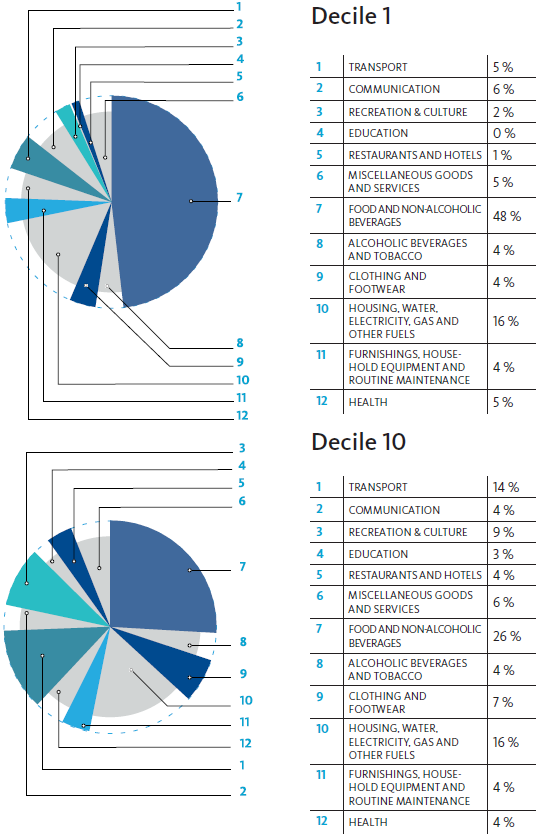 1
2
3
4
5
6
7
8
9
10
11
12
Decile 1
1 TRANSPORT 5 %
2 COMMUNICATION 6 %
3 RECREATION & CULTURE 2 %
4 EDUCATION 0 %
5 RESTAURANTS AND HOTELS 1 %
6 MISCELLANEOUS GOODS
AND SERVICES 5 %
7 FOOD AND NON-ALCOHOLIC
BEVERAGES 48 %
8 ALCOHOLIC BEVERAGES
AND TOBACCO 4 %
9 CLOTHING AND
FOOTWEAR 4 %
10 HOUSING, WATER,
ELECTRICITY, GAS AND
OTHER FUELS 16 %
11 FURNISHINGS, HOUSE-
HOLD EQUIPMENT AND
ROUTINE MAINTENANCE 4 %
12 HEALTH 5 %
3
4
5
6
7
8
9
10
11
12
1
2
Decile 10
1 TRANSPORT 14 %
2 COMMUNICATION 4 %
3 RECREATION & CULTURE 9 %
4 EDUCATION 3 %
5 RESTAURANTS AND HOTELS 4 %
6 MISCELLANEOUS GOODS
AND SERVICES 6 %
7 FOOD AND NON-ALCOHOLIC
BEVERAGES 26 %
8 ALCOHOLIC BEVERAGES
AND TOBACCO 4 %
9 CLOTHING AND
FOOTWEAR 7 %
10 HOUSING, WATER,
ELECTRICITY, GAS AND
OTHER FUELS 16 %
11 FURNISHINGS, HOUSE-
HOLD EQUIPMENT AND
ROUTINE MAINTENANCE 4 %
12 HEALTH 4 %